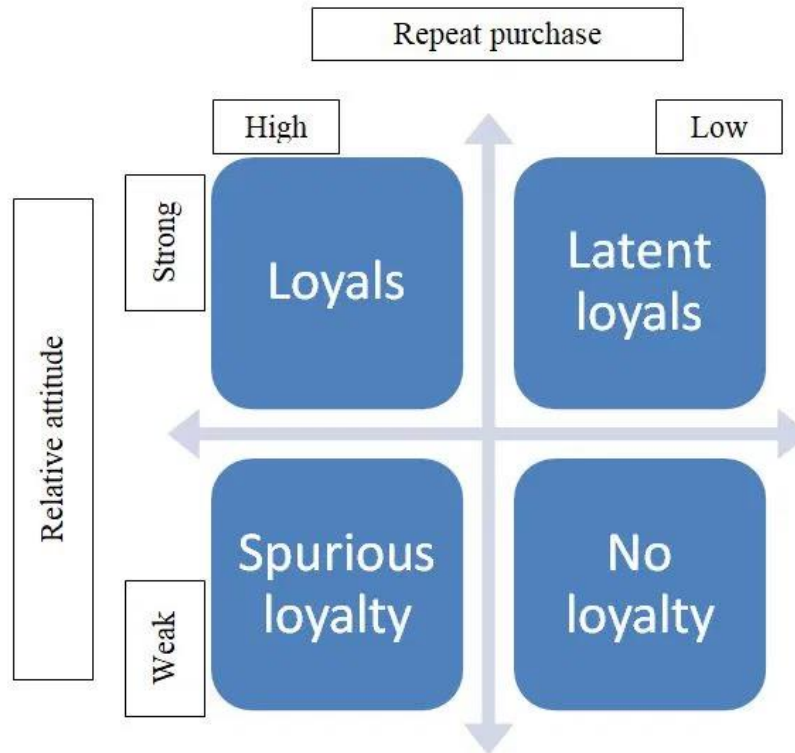 Repeat purchase
High
Low
Strong
Loyals
Latent
loyals
Relative attitude
Weak
Spurious
loyalty
No
loyalty